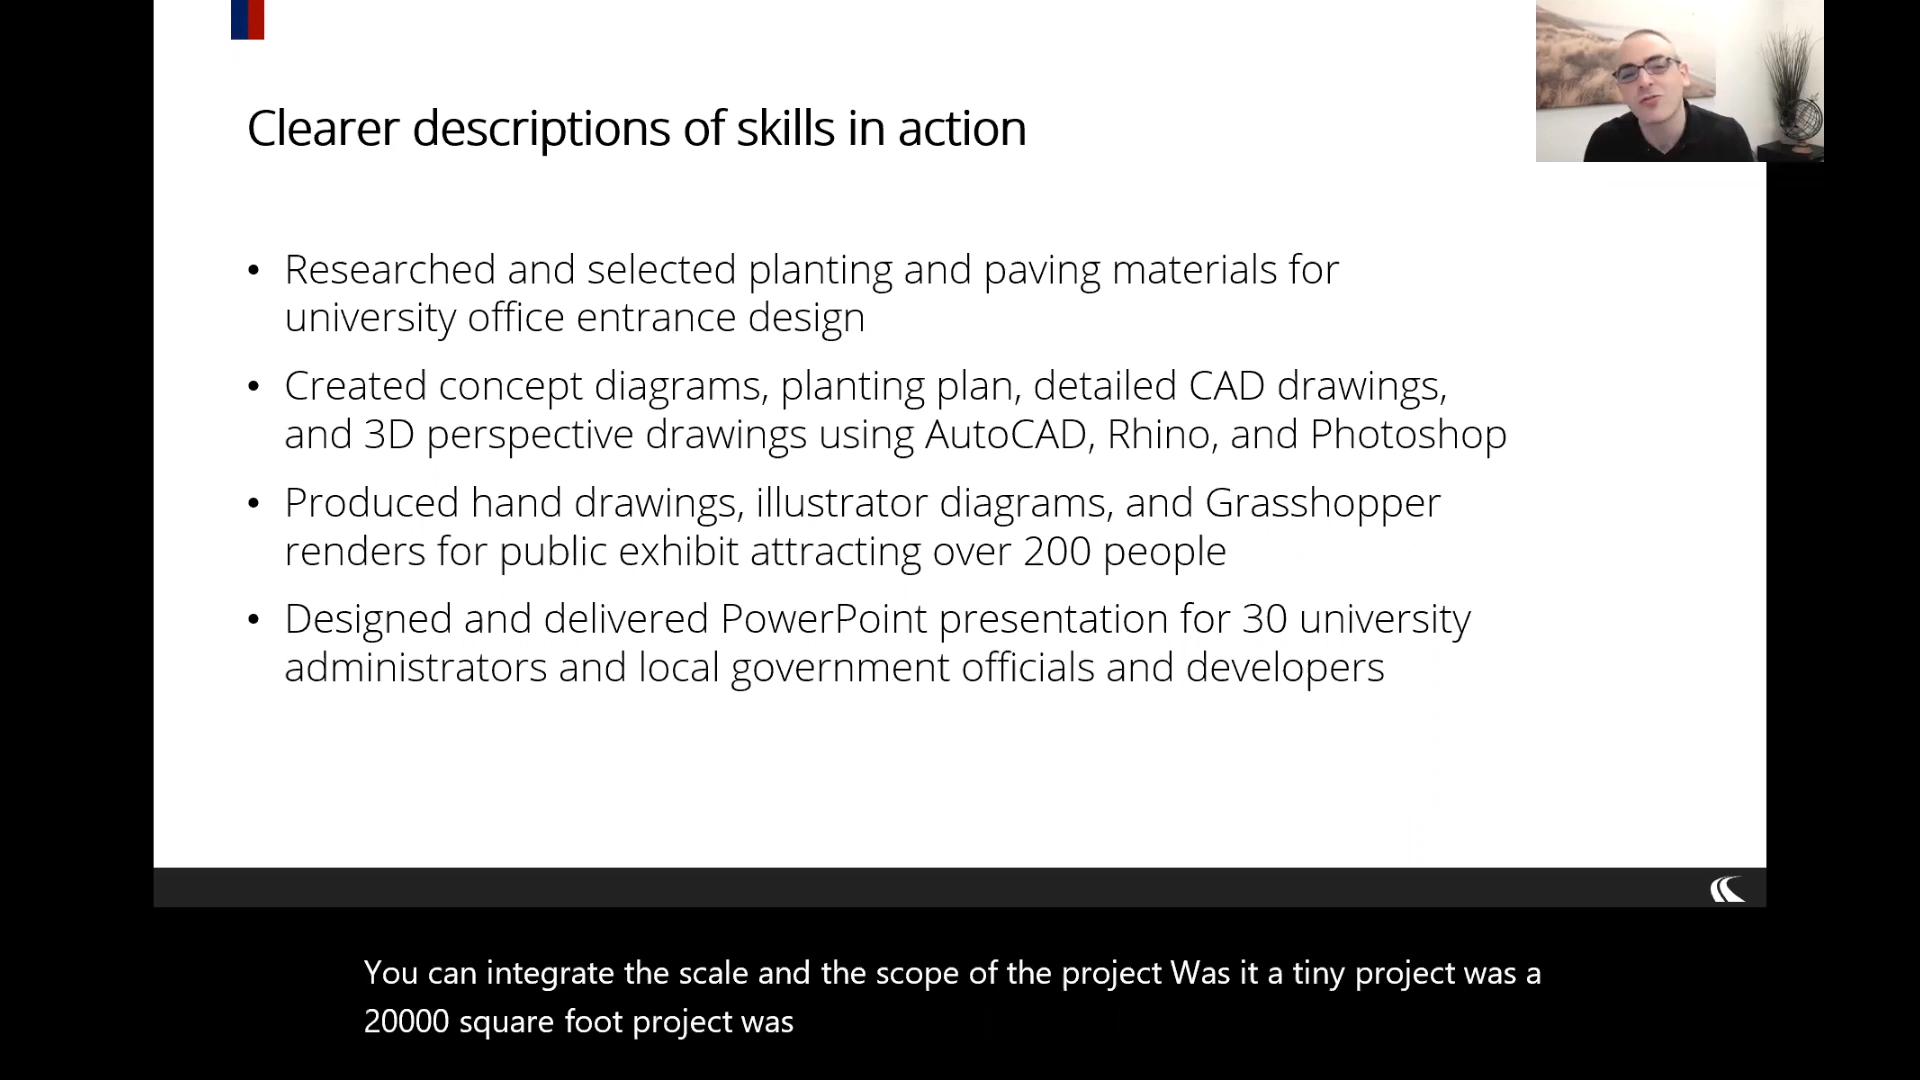 Clearer descriptions of skills in action
• Researched and selected planting and paving materials for
university office entrance design
• Created concept diagrams, planting plan, detailed CAD drawings,
and 3D perspective drawings using AutoCAD, Rhino, and Photoshop
• Produced hand drawings, illustrator diagrams, and Grasshopper
renders for public exhibit attracting over 200 people
• Designed and delivered PowerPoint presentation for 30 university
administrators and local government officials and developers
You can integrate the scale and the scope of the project Was it a tiny project was a
20000 square foot project was